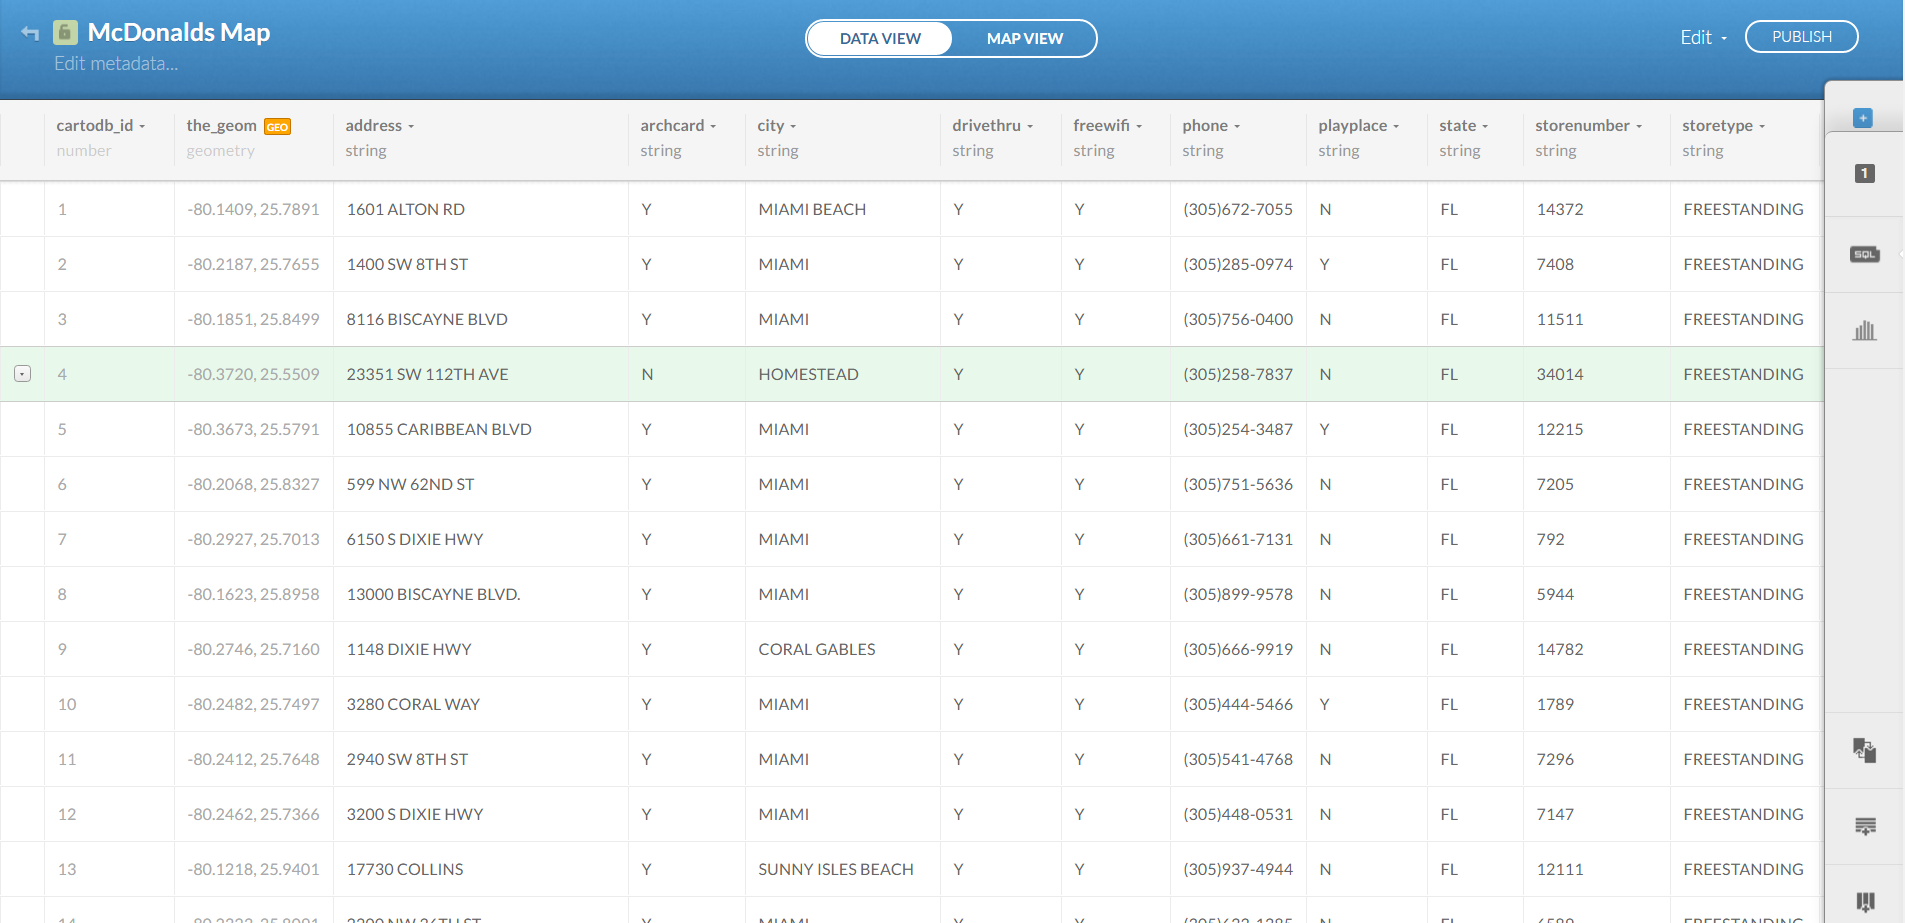 McDonalds Map
Edit metadata...
DATA VIEW MAP VIEW
Edit PUBLISH
cartodb_id the_geom GEO address archcard city drivethru freewifi phone playplace state storenumber storetype
number geometry string string string string string string string string string string
1 -80.1409, 25.7891 1601 ALTON RD Y MIAMI BEACH Y Y (305)672-7055 N FL 14372 FREESTANDING
2 -80.2187, 25.7655 1400 SW 8TH ST Y MIAMI Y Y (305)285-0974 Y FL 7408 FREESTANDING
3 -80.1851, 25.8499 8116 BISCAYNE BLVD Y MIAMI Y Y (305)756-0400 N FL 11511 FREESTANDING
4 -80.3720, 25.5509 23351 SW 112TH AVE N HOMESTEAD Y Y (305)258-7837 N FL 34014 FREESTANDING
5 -80.3673, 25.5791 10855 CARIBBEAN BLVD Y MIAMI Y Y (305)254-3487 Y FL 12215 FREESTANDING
6 -80.2068, 25.8327 599 NW 62ND ST Y MIAMI Y Y (305)751-5636 N FL 7205 FREESTANDING
7 -80.2927, 25.7013 6150 S DIXIE HWY Y MIAMI Y Y (305)661-7131 N FL 792 FREESTANDING
8 -80.1623, 25.8958 13000 BISCAYNE BLVD. Y MIAMI Y Y (305)899-9578 N FL 5944 FREESTANDING
9 -80.2746, 25.7160 1148 DIXIE HWY Y CORAL GABLES Y Y (305)666-9919 N FL 14782 FREESTANDING
10 -80.2482, 25.7497 3280 CORAL WAY Y MIAMI Y Y (305)444-5466 Y FL 1789 FREESTANDING
11 -80.2412, 25.7648 2940 SW 8TH ST Y MIAMI Y Y (305)541-4768 N FL 7296 FREESTANDING
12 -80.2462, 25.7366 3200 S DIXIE HWY Y MIAMI Y Y (305)448-0531 N FL 7147 FREESTANDING
13 -80.1218, 25.9401 17730 COLLINS Y SUNNY ISLES BEACH Y Y (305)937-4944 N FL 12111 FREESTANDING
14 MIAMI Y Y N FL FREESTANDING
1
SQL